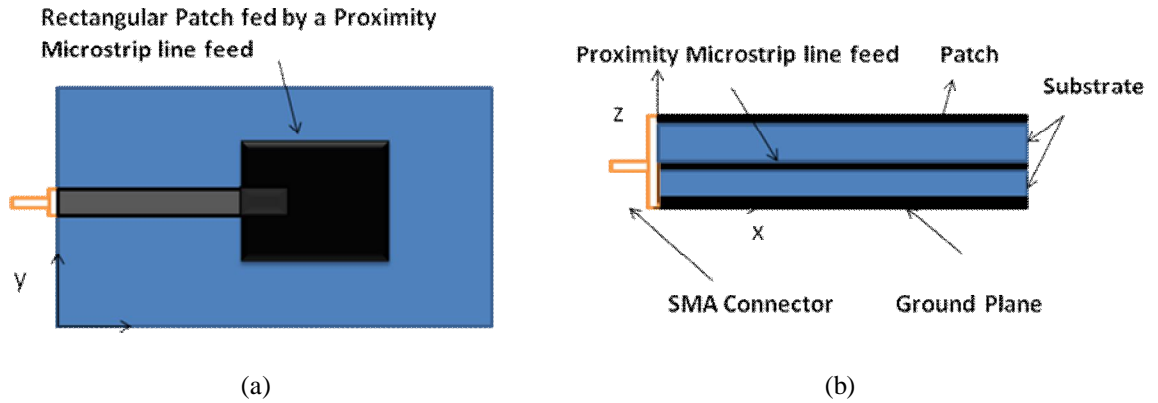 Rectangular Patch fed by a Proximity
Microstrip line feed
y
(a)
Proximity Microstrip line feed
Patch
Substrate
z
x
SMA Connector
Ground Plane
(b)